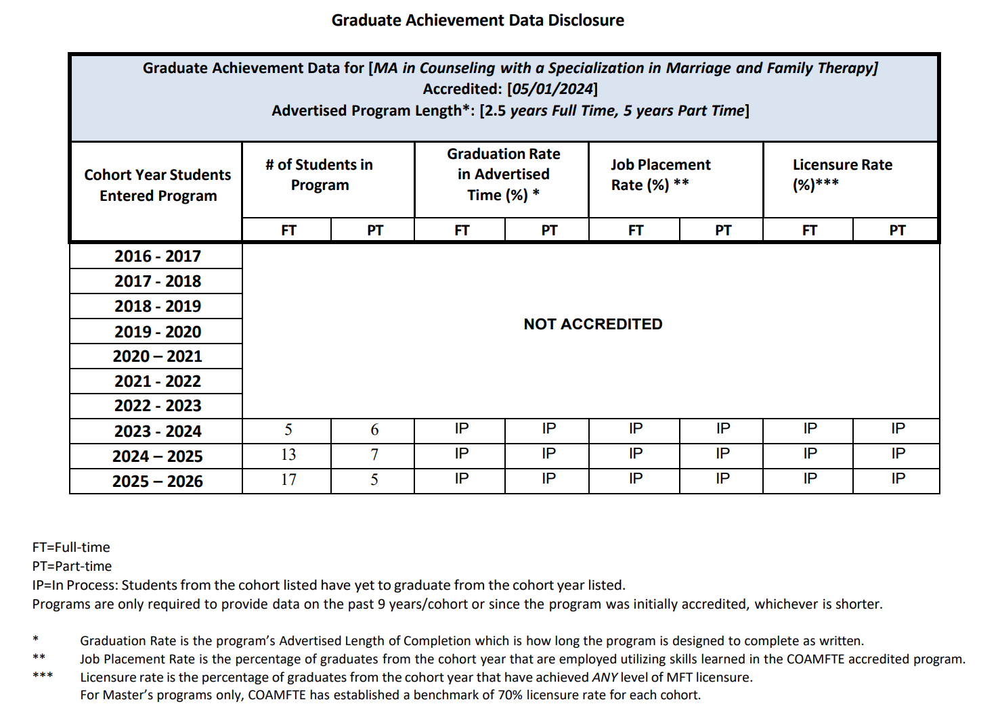 Graduate Achievement Data Disclosure
Graduate Achievement Data for [MA in Counseling with a Specialization in Marriage and Family Therapy]
Accredited: [05/01/2024]
Advertised Program Length*: [2.5 years Full Time, 5 years Part Time]
Cohort Year Students
Entered Program
# of Students in
Program
Graduation Rate
in Advertised
Time (%) *
Job Placement
Rate (%) **
Licensure Rate
(%)***
FT PT FT PT FT PT FT PT
2016 - 2017
2017 - 2018
2018 - 2019
2019 - 2020
2020 – 2021
2021 - 2022
2022 - 2023
NOT ACCREDITED
2023 - 2024 5 6 IP IP IP IP IP IP
2024 – 2025 13 7 IP IP IP IP IP IP
2025 – 2026 17 5 IP IP IP IP IP IP
FT=Full-time
PT=Part-time
IP=In Process: Students from the cohort listed have yet to graduate from the cohort year listed.
Programs are only required to provide data on the past 9 years/cohort or since the program was initially accredited, whichever is shorter.
* Graduation Rate is the program’s Advertised Length of Completion which is how long the program is designed to complete as written.
** Job Placement Rate is the percentage of graduates from the cohort year that are employed utilizing skills learned in the COAMFTE accredited program.
*** Licensure rate is the percentage of graduates from the cohort year that have achieved ANY level of MFT licensure.
For Master’s programs only, COAMFTE has established a benchmark of 70% licensure rate for each cohort.